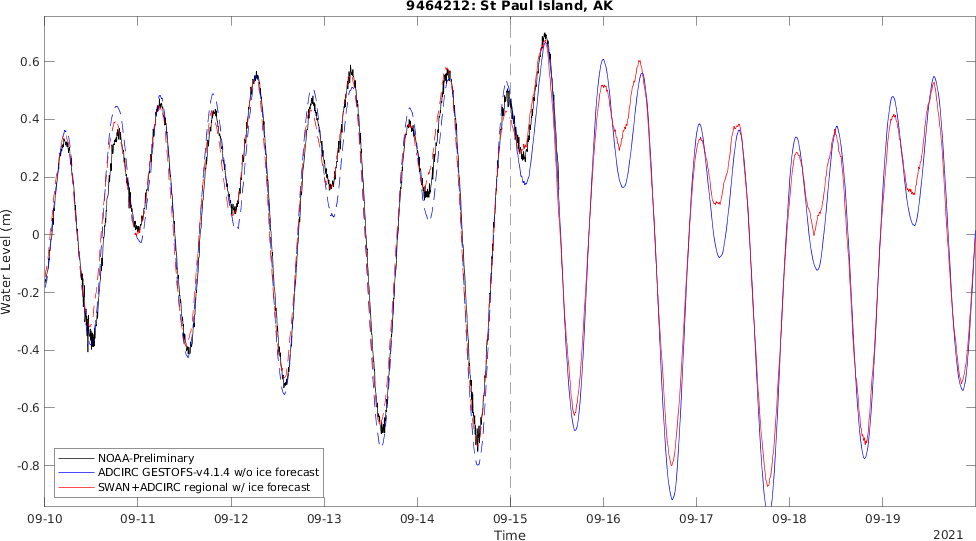 9464212: St Paul Island, AK
Water Level (m)
0.6
0.4
0.2
0
-0.2
-0.4
-0.6
-0.8
NOAA-Preliminary
ADCIRC GESTOFS-v4.1.4 w/o ice forecast
SWAN+ADCIRC regional w/ ice forecast
09-10 09-11 09-12 09-13 09-14 09-15 09-16 09-17 09-18 09-19
Time
2021